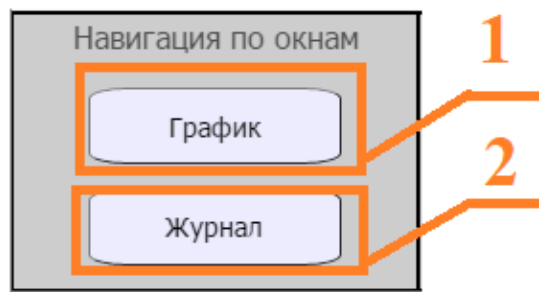 Навигация по окнам
1
График
2
Журнал